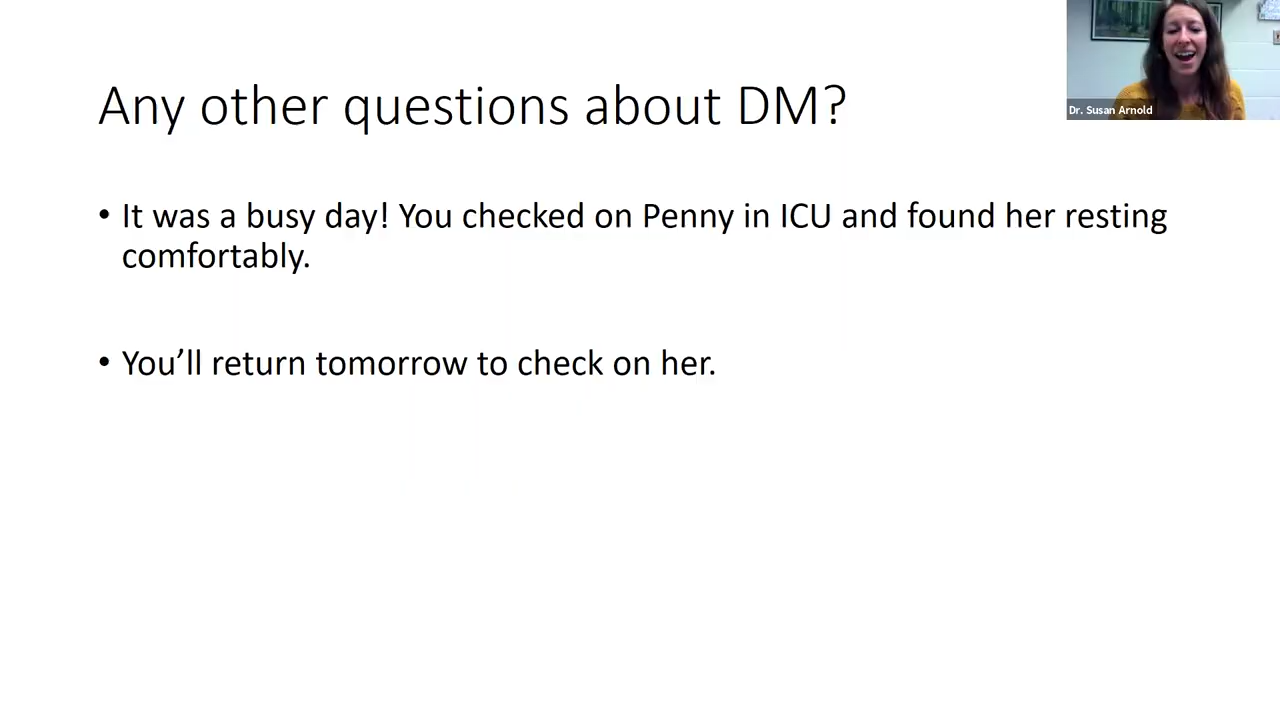 Any other questions about DM?
Dr. Susan Arnold
• It was a busy day! You checked on Penny in ICU and found her resting
comfortably.
• You’ll return tomorrow to check on her.